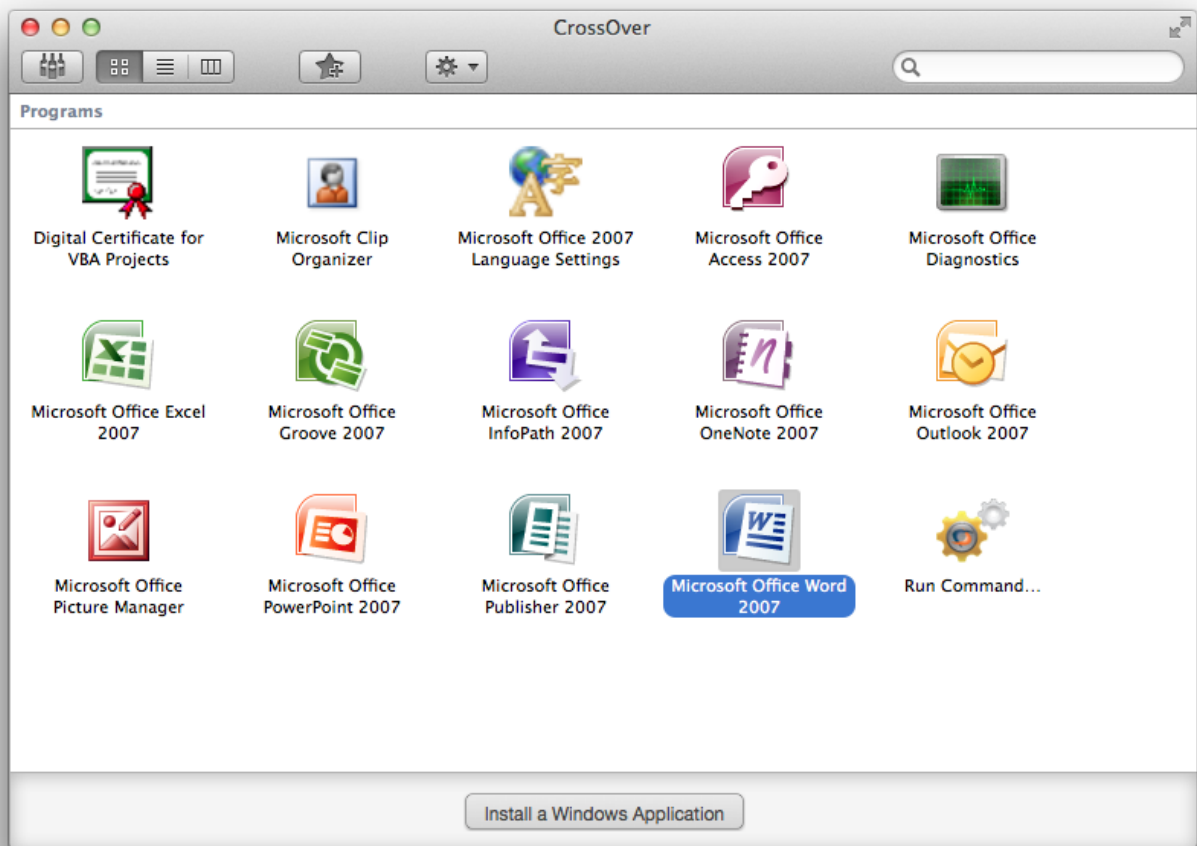 CrossOver
Programs
Digital Certificate for
VBA Projects
Microsoft Clip
Organizer
Microsoft Office 2007
Language Settings
Microsoft Office
Access 2007
Microsoft Office
Diagnostics
Microsoft Office Excel
2007
Microsoft Office
Groove 2007
Microsoft Office
InfoPath 2007
Microsoft Office
OneNote 2007
Microsoft Office
Outlook 2007
Microsoft Office
Picture Manager
Microsoft Office
PowerPoint 2007
Microsoft Office
Publisher 2007
Microsoft Office Word
2007
Run Command...
Install a Windows Application